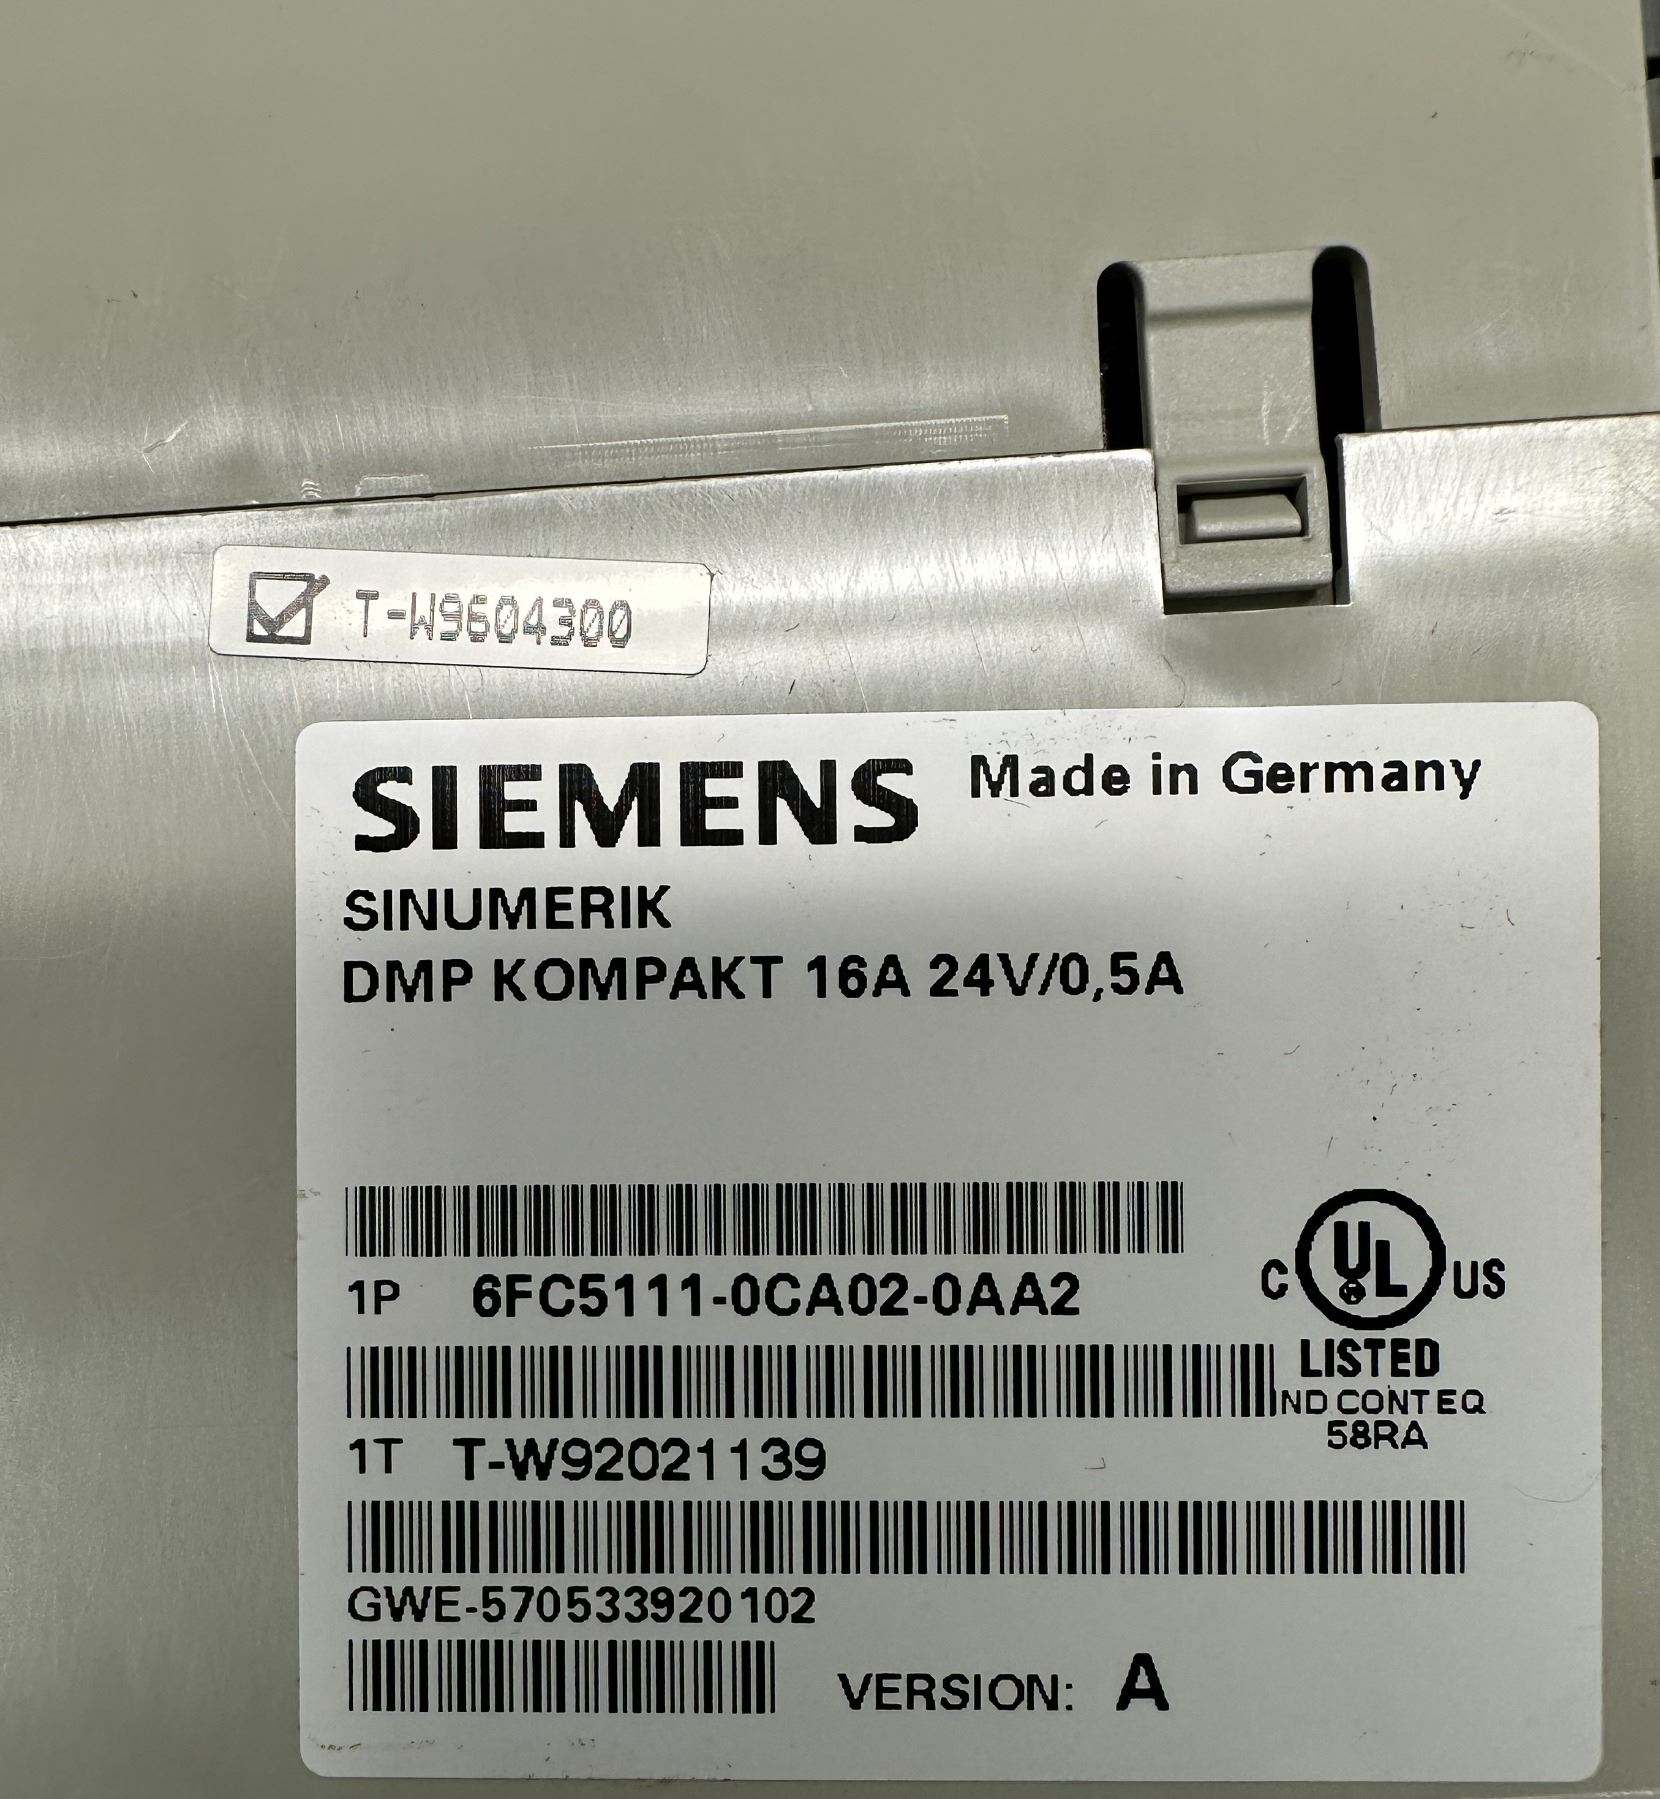 T-W9604300
SIEMENS Made in Germany
SINUMERIK
DMP KOMPAKT 16A 24V/0,5A
1P 6FC5111-0CA02-0AA2
C UL US
LISTED
IND CONT EQ
58RA
1T T-W92021139
GWE-570533920102
VERSION: A